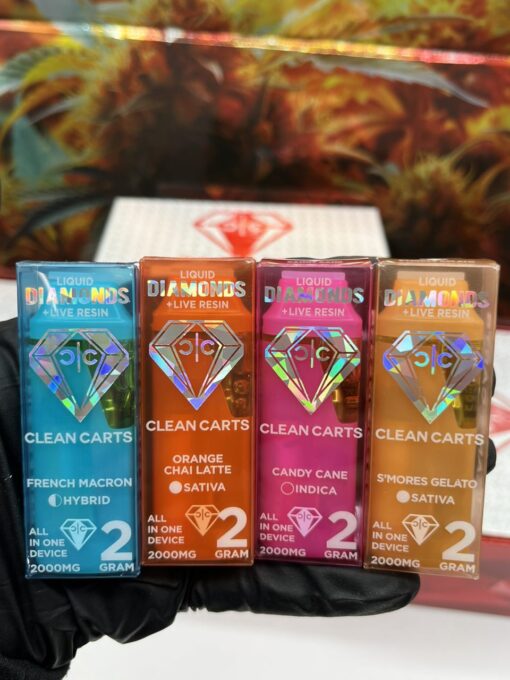 LIQUID
DIAMONDS
+LIVE RESIN
C|C
CLEAN CARTS
FRENCH MACRON
HYBRID
ALL
IN ONE
DEVICE
2000MG
C|C
2
GRAM
LIQUID
DIAMONDS
+LIVE RESIN
C|C
CLEAN CARTS
ORANGE
CHAI LATTE
SATIVA
ALL
IN ONE
DEVICE
2000MG
C|C
2
GRAM
LIQUID
DIAMONDS
+LIVE RESIN
C|C
CLEAN CARTS
CANDY CANE
INDICA
ALL
IN ONE
DEVICE
2000MG
C|C
2
GRAM
LIQUID
DIAMONDS
+LIVE RESIN
C|C
CLEAN CARTS
S'MORES GELATO
SATIVA
ALL
IN ONE
DEVICE
2000MG
C|C
2
GRAM
C|C